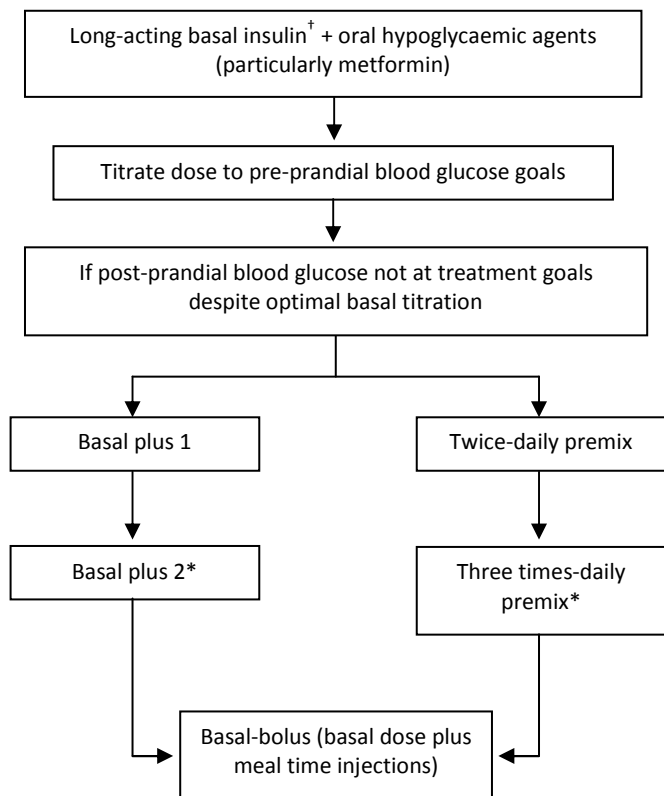 Long-acting basal insulin† + oral hypoglycaemic agents
(particularly metformin)
Titrate dose to pre-prandial blood glucose goals
If post-prandial blood glucose not at treatment goals
despite optimal basal titration
Basal plus 1
Twice-daily premix
Basal plus 2*
Three times-daily
premix*
Basal-bolus (basal dose plus
meal time injections)